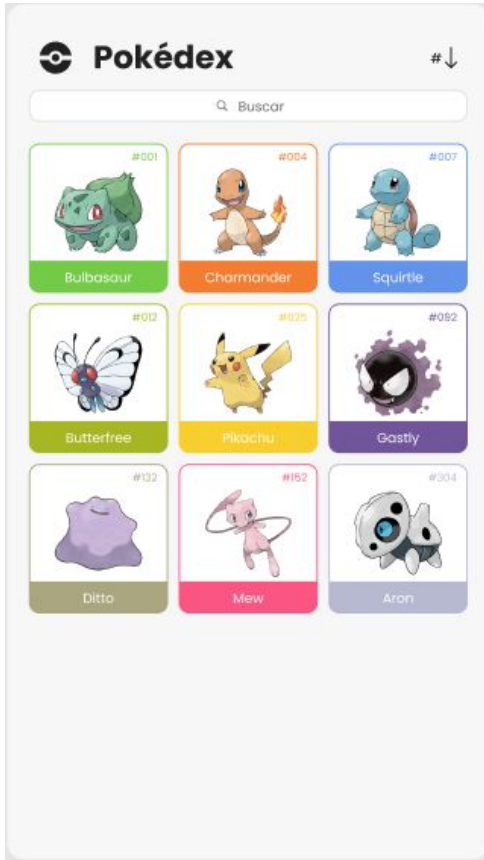 Pokédex
#↓
Buscar
#001 #004 #007
Bulbasaur Charmander Squirtle
#012 #025 #092
Butterfree Pikachu Gastly
#132 #152 #304
Ditto Mew Aron